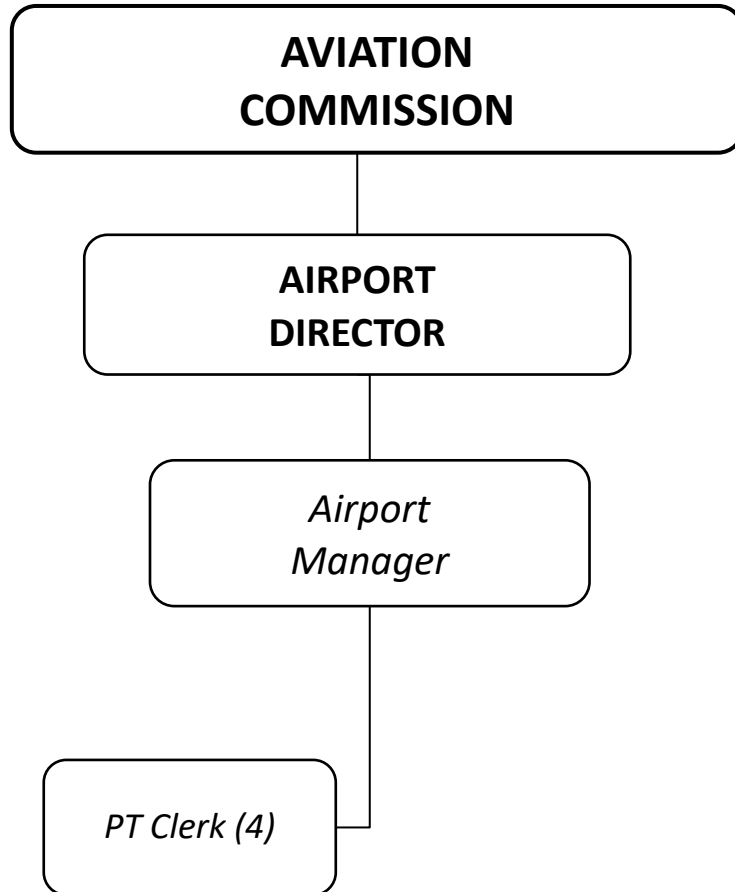 AVIATION
COMMISSION
AIRPORT
DIRECTOR
Airport
Manager
PT Clerk (4)